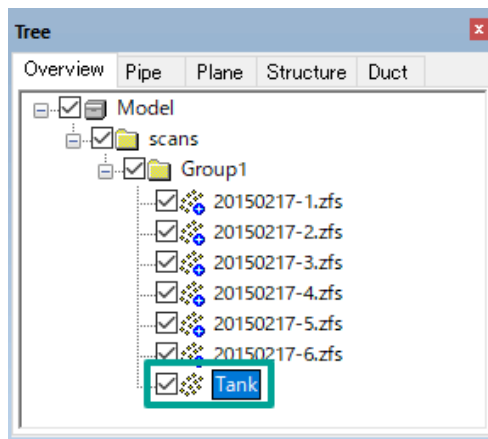 Tree
Overview Pipe Plane Structure Duct
Model
scans
Group1
20150217-1.zfs
20150217-2.zfs
20150217-3.zfs
20150217-4.zfs
20150217-5.zfs
20150217-6.zfs
Tank